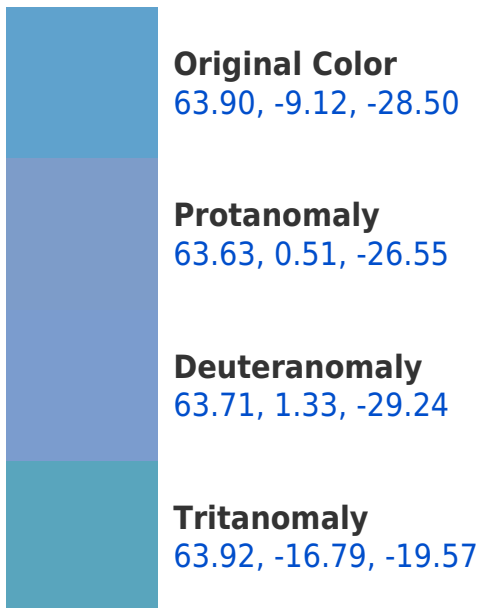 Original Color
63.90, -9.12, -28.50
Protanomaly
63.63, 0.51, -26.55
Deuteranomaly
63.71, 1.33, -29.24
Tritanomaly
63.92, -16.79, -19.57